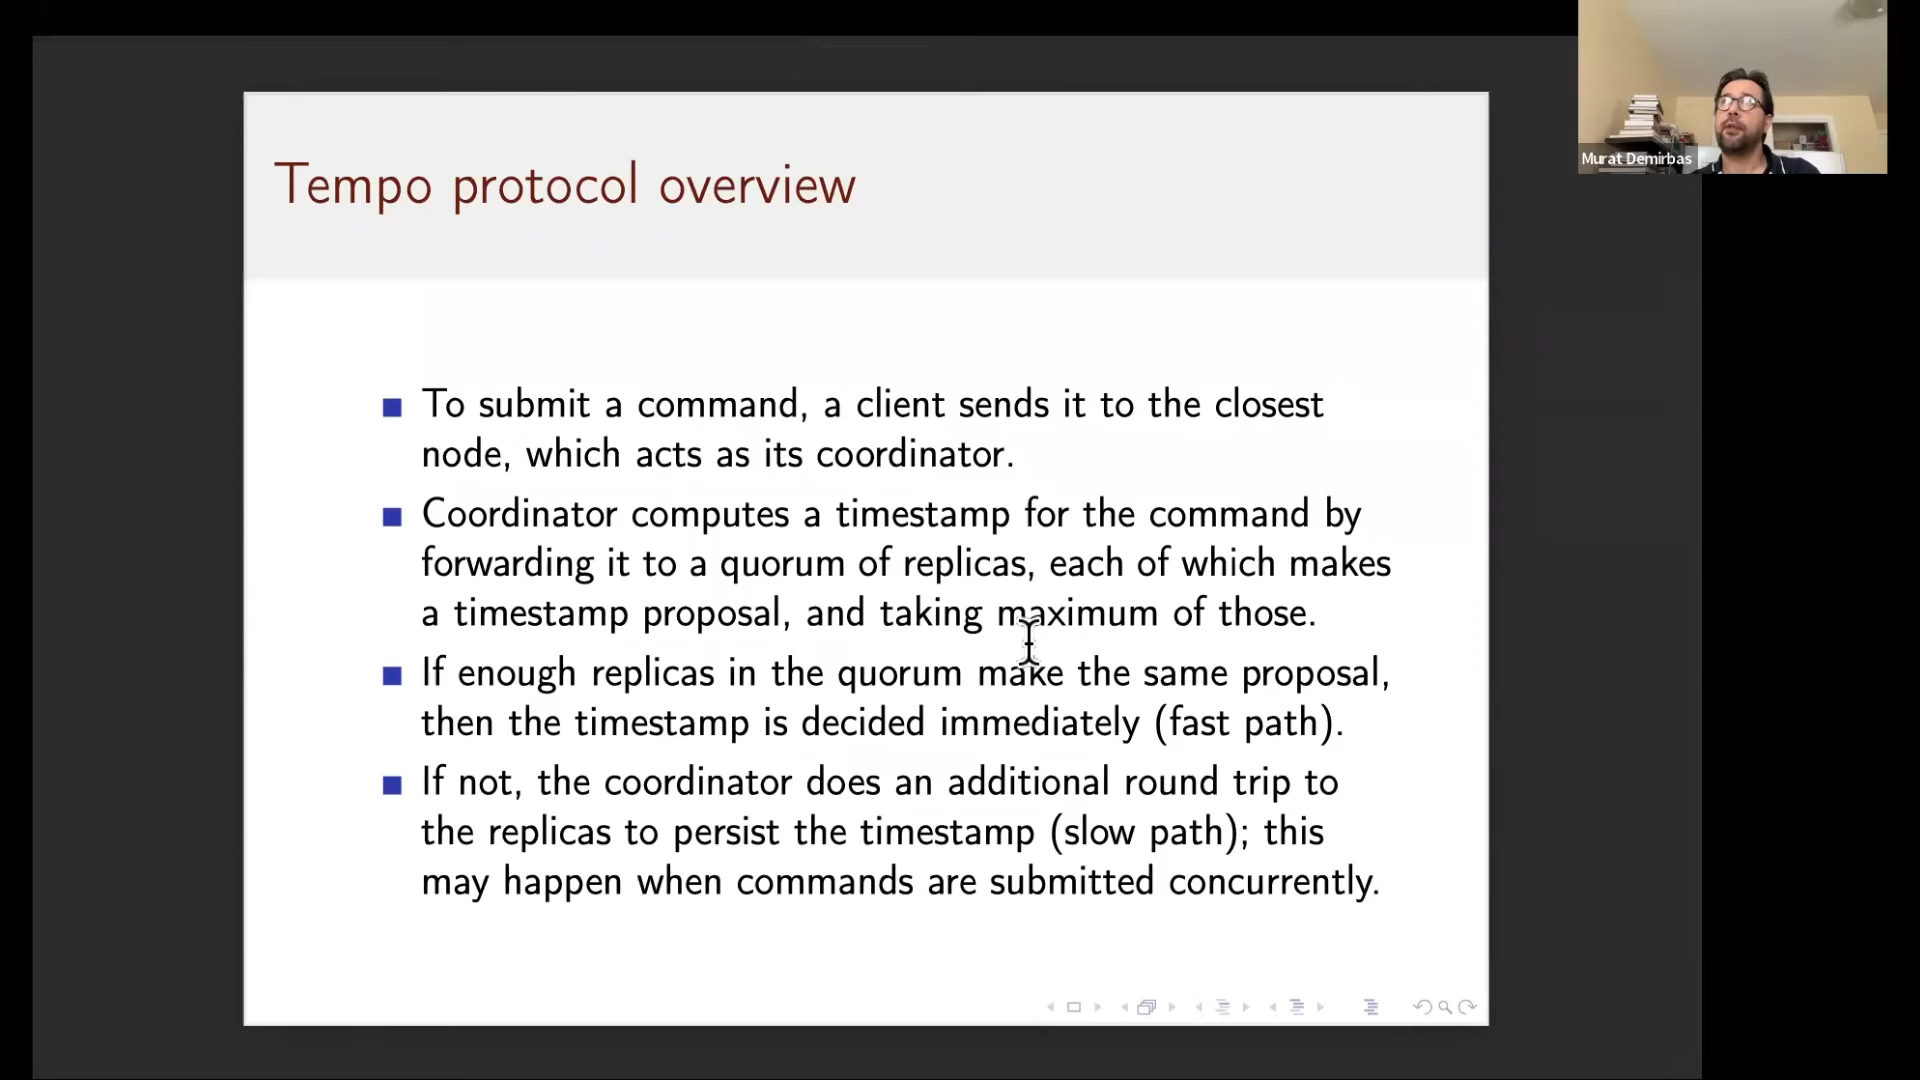 Murat Demirbas
Tempo protocol overview
To submit a command, a client sends it to the closest
node, which acts as its coordinator.
Coordinator computes a timestamp for the command by
forwarding it to a quorum of replicas, each of which makes
a timestamp proposal, and taking maximum of those.
If enough replicas in the quorum make the same proposal,
then the timestamp is decided immediately (fast path).
If not, the coordinator does an additional round trip to
the replicas to persist the timestamp (slow path); this
may happen when commands are submitted concurrently.